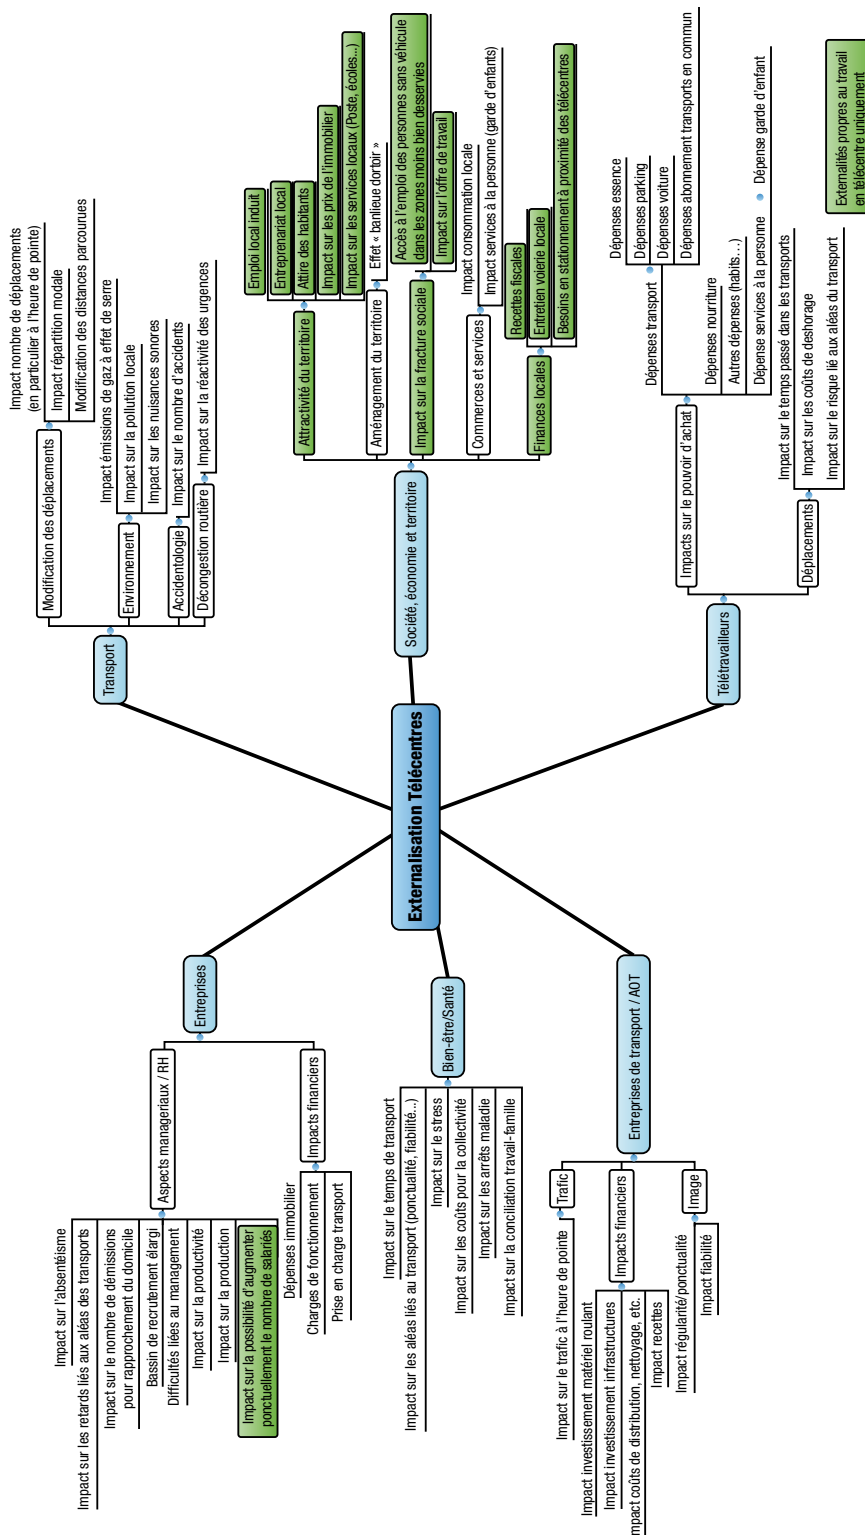 Externalisation Télécentres
Entreprises
Aspects manageriaux / RH
Impact sur l'absentéisme
Impact sur les retards liés aux aléas des transports
Impact sur le nombre de démissions
pour rapprochement du domicile
Bassin de recrutement élargi
Difficultés liées au management
Impact sur la productivité
Impact sur la production
Impact sur la possibilité d'augmenter
ponctuellement le nombre de salariés
Impacts financiers
Dépenses immobilier
Charges de fonctionnement
Prise en charge transport
Bien-être/Santé
Impact sur le temps de transport
Impact sur les aléas liés au transport (ponctualité, fiabilité...)
Impact sur le stress
Impact sur les coûts pour la collectivité
Impact sur les arrêts maladie
Impact sur la conciliation travail-famille
Entreprises de transport / AOT
Trafic
Impact sur le trafic à l'heure de pointe
Impacts financiers
Impact investissement matériel roulant
Impact investissement infrastructures
mpact coûts de distribution, nettoyage, etc.
Impact recettes
Image
Impact régularité/ponctualité
Impact fiabilité
Transport
Modification des déplacements
Impact nombre de déplacements
(en particulier à l'heure de pointe)
Impact répartition modale
Modification des distances parcourues
Environnement
Impact émissions de gaz à effet de serre
Impact sur la pollution locale
Impact sur les nuisances sonores
Accidentologie
Impact sur le nombre d'accidents
Décongestion routière
Impact sur la réactivité des urgences
Société, économie et territoire
Attractivité du territoire
Emploi local induit
Entreprenariat local
Attire des habitants
Impact sur les prix de l'immobilier
Impact sur les services locaux (Poste, écoles...)
Aménagement du territoire
Effet « banlieue dortoir »
Impact sur la fracture sociale
Accès à l'emploi des personnes sans véhicule
dans les zones moins bien desservies
Impact sur l'offre de travail
Commerces et services
Impact consommation locale
Impact services à la personne (garde d'enfants)
Finances locales
Recettes fiscales
Entretien voierie locale
Besoins en stationnement à proximité des télécentres
Télétravailleurs
Impacts sur le pouvoir d'achat
Dépenses transport
Dépenses essence
Dépenses parking
Dépenses voiture
Dépenses abonnement transports en commun
Dépenses nourriture
Autres dépenses (habits...)
Dépense services à la personne
Dépense garde d'enfant
Déplacements
Impact sur le temps passé dans les transports
Impact sur les coûts de deshorage
Impact sur le risque lié aux aléas du transport
Externalités propres au travail
en télécentre uniquement